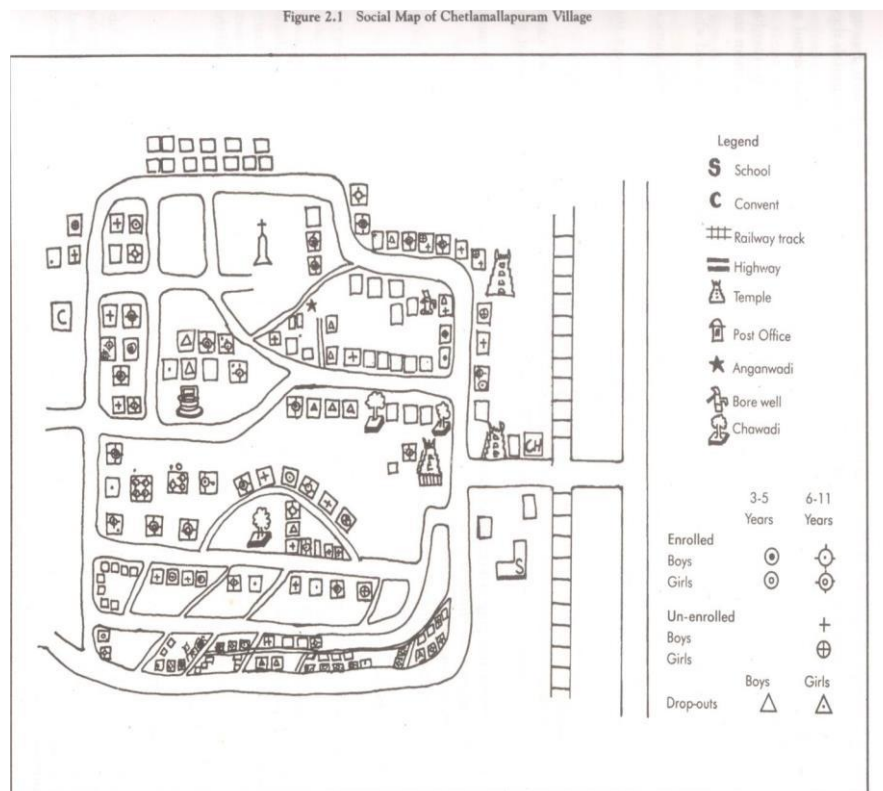 Figure 2.1 Social Map of Chetlamallapuram Village
Legend
S School
C Convent
Railway track
Highway
Temple
Post Office
Anganwadi
Bore well
Chawadi
C
CH
S
3-5 6-11
Years Years
Enrolled
Boys
Girls
Un-enrolled
Boys
Girls
Boys Girls
Drop-outs